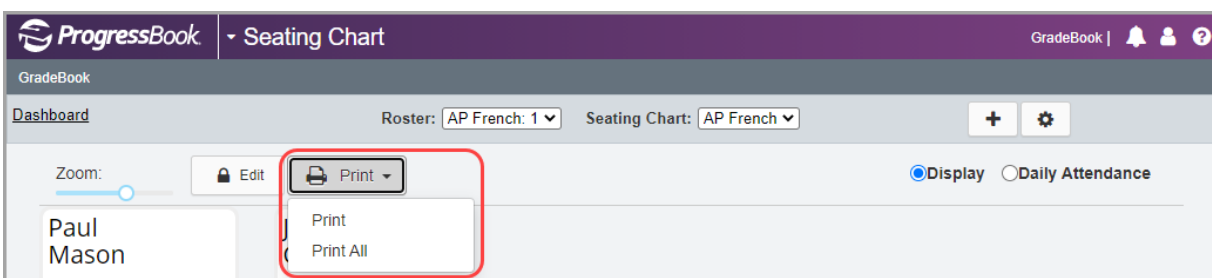 ProgressBook. Seating Chart GradeBook |
GradeBook
Dashboard Roster: AP French: 1 Seating Chart: AP French
Zoom: Edit Print Display Daily Attendance
Print
Print All
Paul
Mason